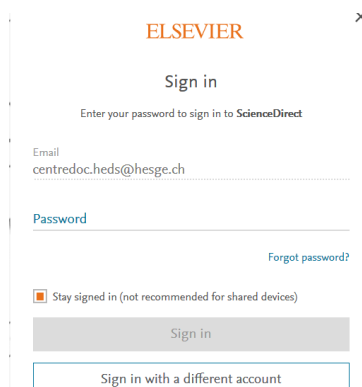 ELSEVIER
Sign in
Enter your password to sign in to ScienceDirect
Email
centredoc.heds@hesge.ch
Password
Forgot password?
Stay signed in (not recommended for shared devices)
Sign in
Sign in with a different account